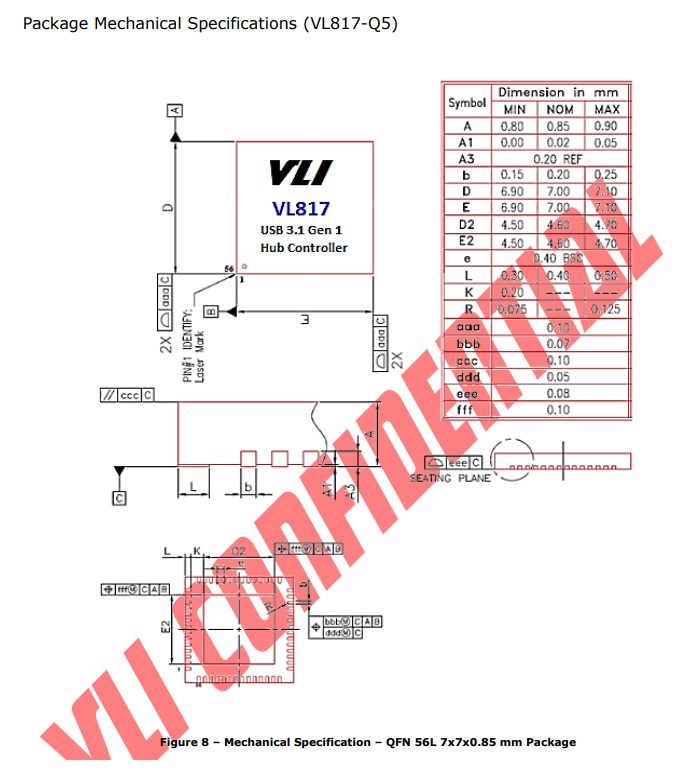 Package Mechanical Specifications (VL817-Q5)
A
D
VLI
VL817
USB 3.1 Gen 1
Hub Controller
56
1
2X
aaa C
PIN#1 IDENTIFY:
Laser Mark
B
E
aaa C
2X
Symbol Dimension in mm
MIN NOM MAX
A 0.80 0.85 0.90
A1 0.00 0.02 0.05
A3 0.20 REF
b 0.15 0.20 0.25
D 6.90 7.00 7.10
E 6.90 7.00 7.10
D2 4.50 4.60 4.70
E2 4.50 4.60 4.70
e 0.40 BSC
L 0.30 0.40 0.50
K 0.20 --- ---
R 0.075 --- 0.125
aaa 0.10
bbb 0.07
ccc 0.10
ddd 0.05
eee 0.08
fff 0.10
// ccc C
A
C
L
b
A1
A3
eee C
SEATING PLANE
L K D2
fff Ⓜ C A B
e
b
fff Ⓜ C A B
R
E2
bbb Ⓜ C A B
ddd Ⓜ C
1
VLI CONFIDENTIAL
Figure 8 – Mechanical Specification – QFN 56L 7x7x0.85 mm Package